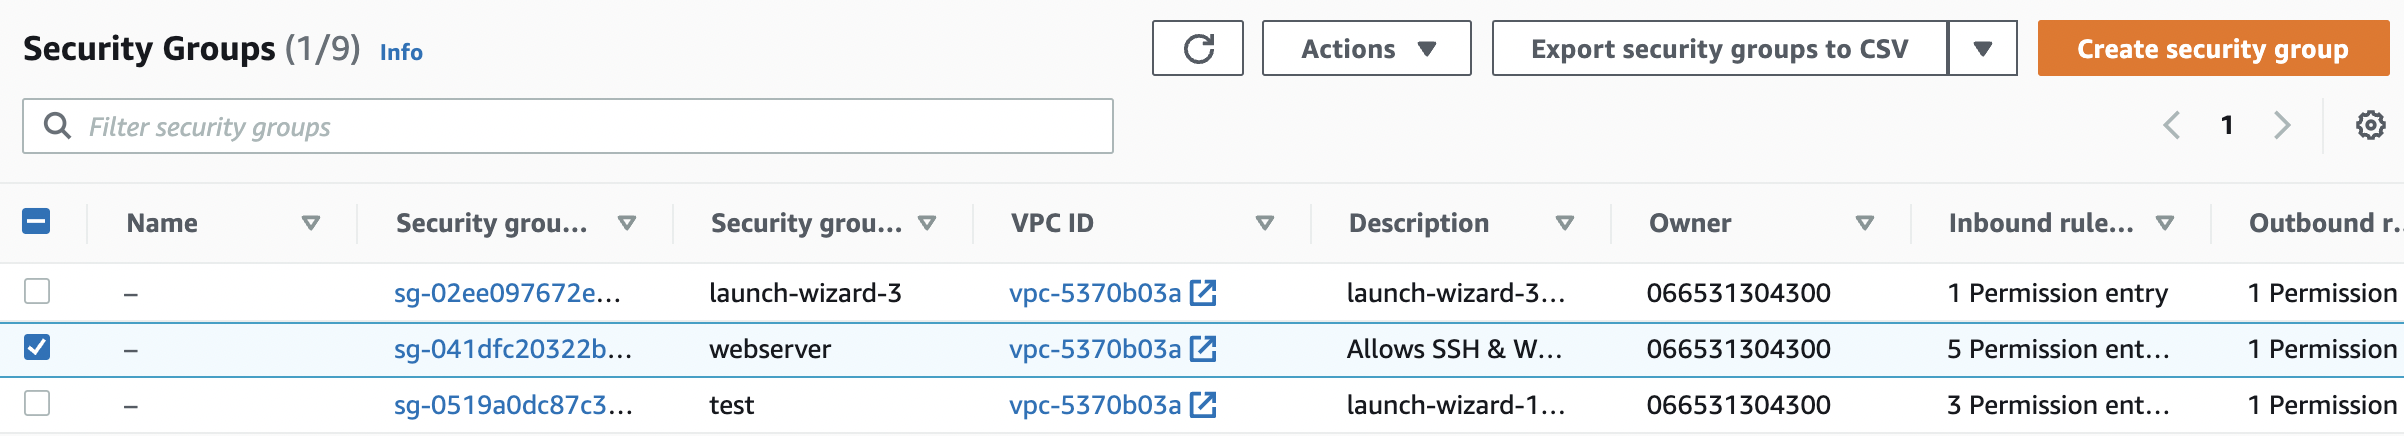 Security Groups (1/9) Info Actions Export security groups to CSV Create security group
Filter security groups 1
Name Security grou... Security grou... VPC ID Description Owner Inbound rule... Outbound r...
– sg-02ee097672e... launch-wizard-3 vpc-5370b03a launch-wizard-3... 066531304300 1 Permission entry 1 Permission
– sg-041dfc20322b... webserver vpc-5370b03a Allows SSH & W... 066531304300 5 Permission ent... 1 Permission
– sg-0519a0dc87c3... test vpc-5370b03a launch-wizard-1... 066531304300 3 Permission ent... 1 Permission